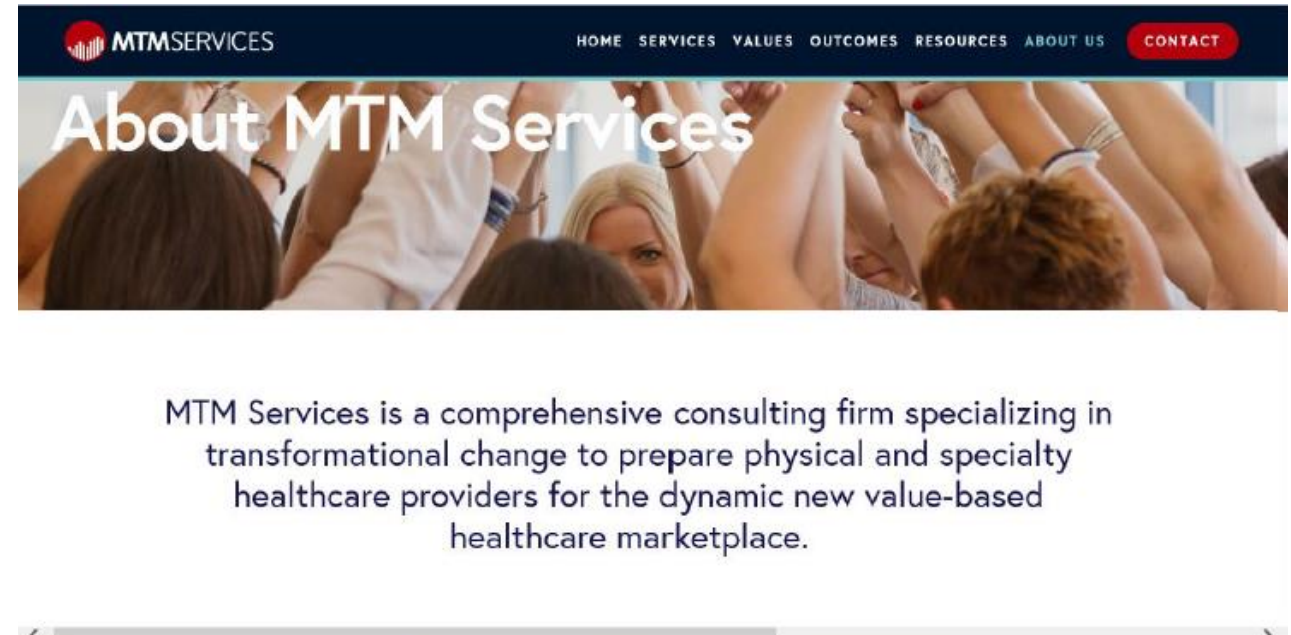 MTMSERVICES
HOME SERVICES VALUES OUTCOMES RESOURCES ABOUT US CONTACT
About MTM Services
MTM Services is a comprehensive consulting firm specializing in
transformational change to prepare physical and specialty
healthcare providers for the dynamic new value-based
healthcare marketplace.